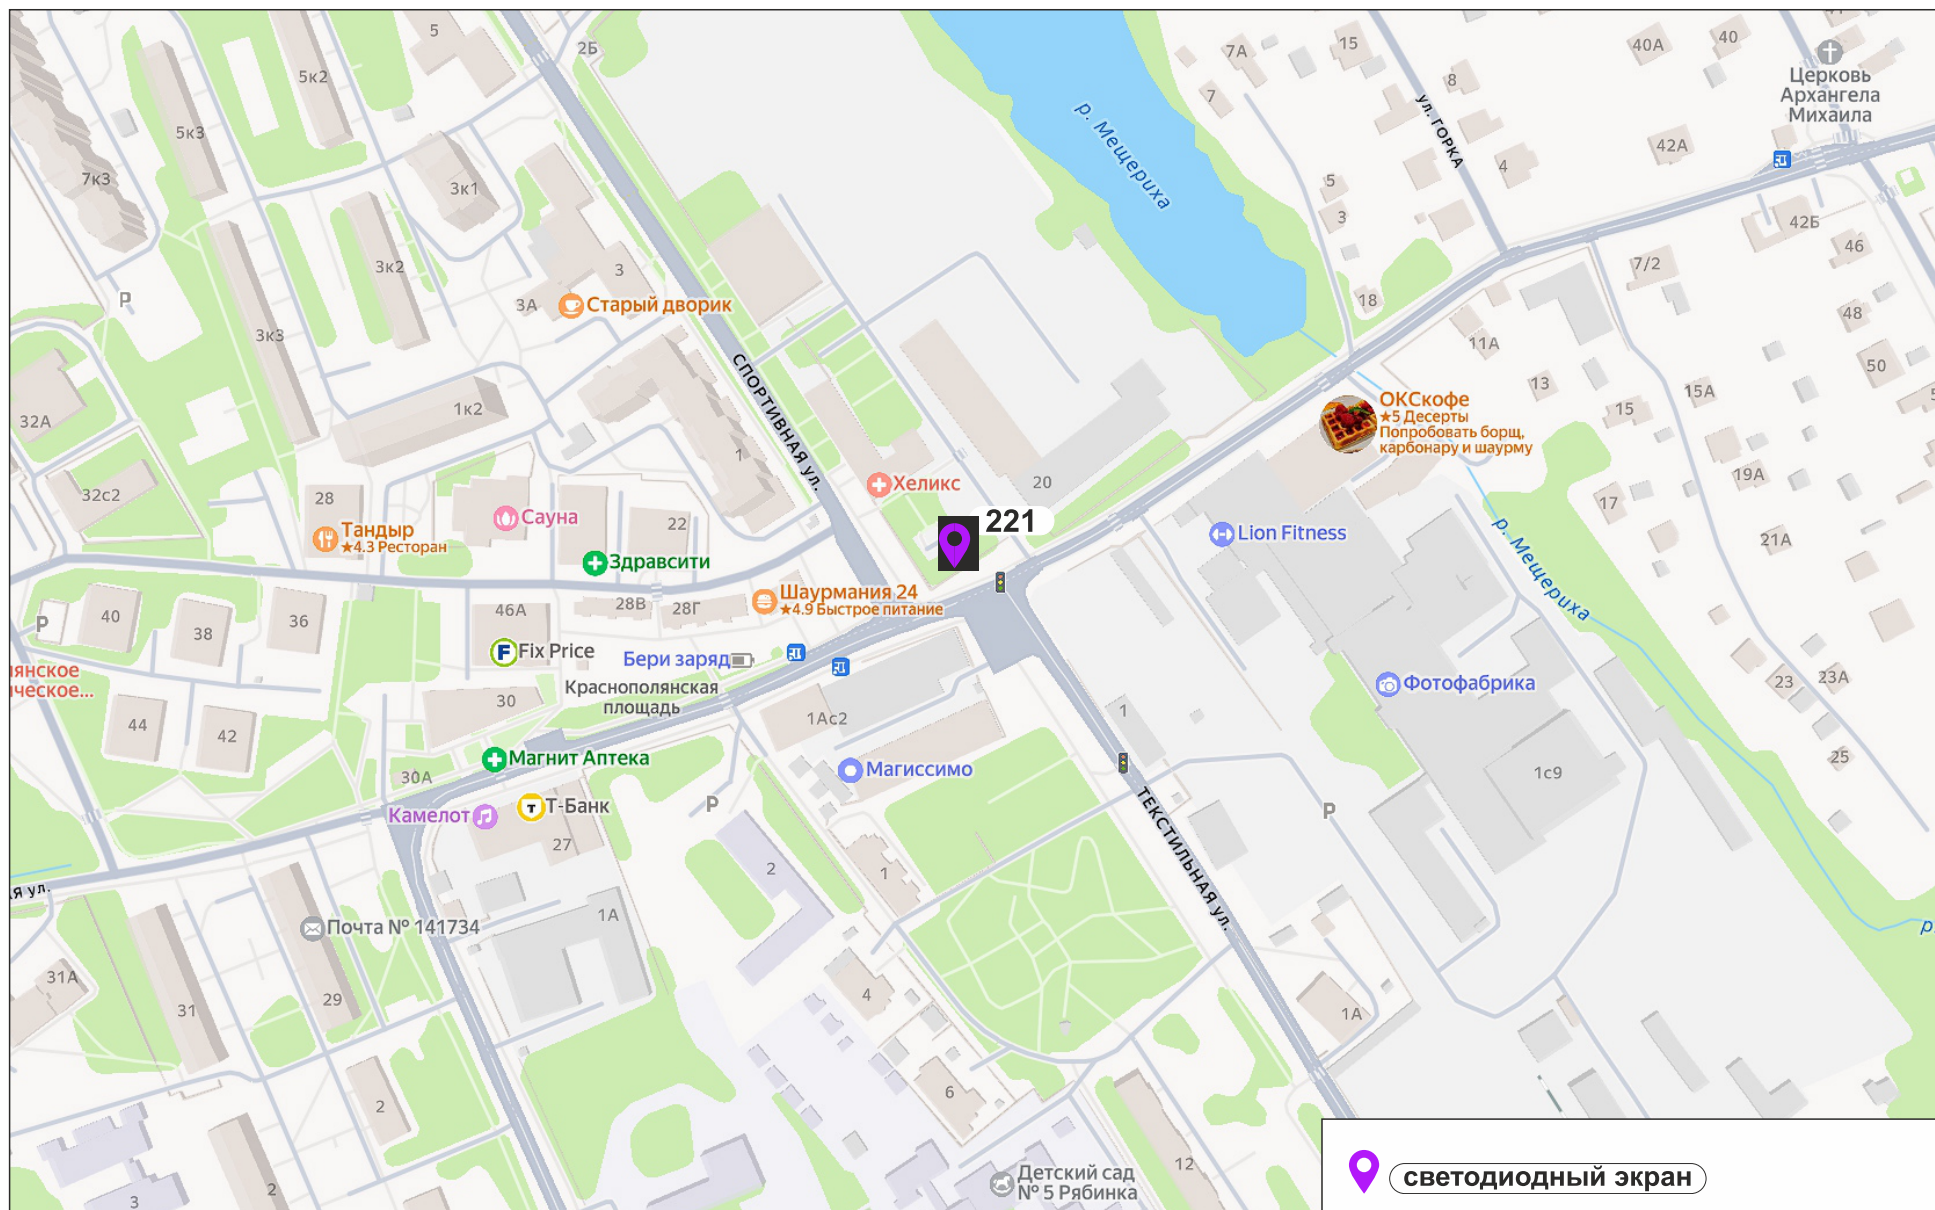 5
2Б
5к2
7А
15
40А
40
8
7
Церковь
Архангела
Михаила
р. Мещериха
ул. ГОРКА
5к3
7к3
3к1
42А
4
5
3
42Б
46
3к2
3
7/2
3А
Старый дворик
Р
18
48
3к3
11А
СПОРТИВНАЯ ул.
50
13
15А
15
ОКСкофе
★5 Десерты
Попробовать борщ,
карбонару и шаурму
1к2
32А
1
19А
17
Хеликс
20
32с2
28
Тандыр
★4.3 Ресторан
Сауна
22
221
Lion Fitness
21А
р. Мещериха
Здравсити
Шаурмания 24
★4.9 Быстрое питание
40
38
36
46А
28В
28Г
Р
Fix Price
Бери заряд
лянское
ическое...
Краснополянская
площадь
30
1Ас2
1
Фотофабрика
23
23А
44
42
Магнит Аптека
Магиссимо
25
30А
1с9
Камелот
Т-Банк
Р
Р
27
ТЕКСТИЛЬНАЯ ул.
2
1
ая ул.
1А
Почта № 141734
р.
31А
31
29
4
1А
2
6
12
Детский сад
№ 5 Рябинка
3
2
светодиодный экран